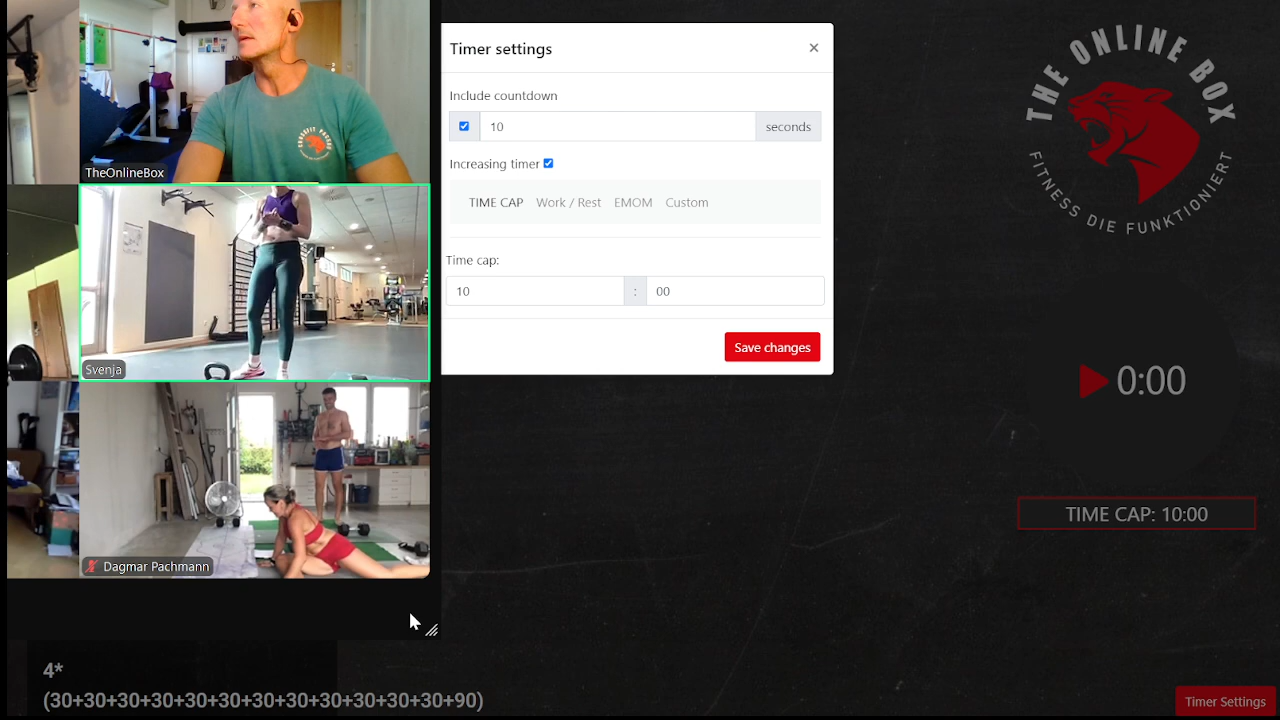 Timer settings
×
Include countdown
10 seconds
Increasing timer
TIME CAP Work / Rest EMOM Custom
Time cap:
10 : 00
Save changes
TheOnlineBox
Svenja
Dagmar Pachmann
THE ONLINE BOX
FITNESS DIE FUNKTIONIERT
0:00
TIME CAP: 10:00
4*
(30+30+30+30+30+30+30+30+30+30+30+30+90)
Timer Settings